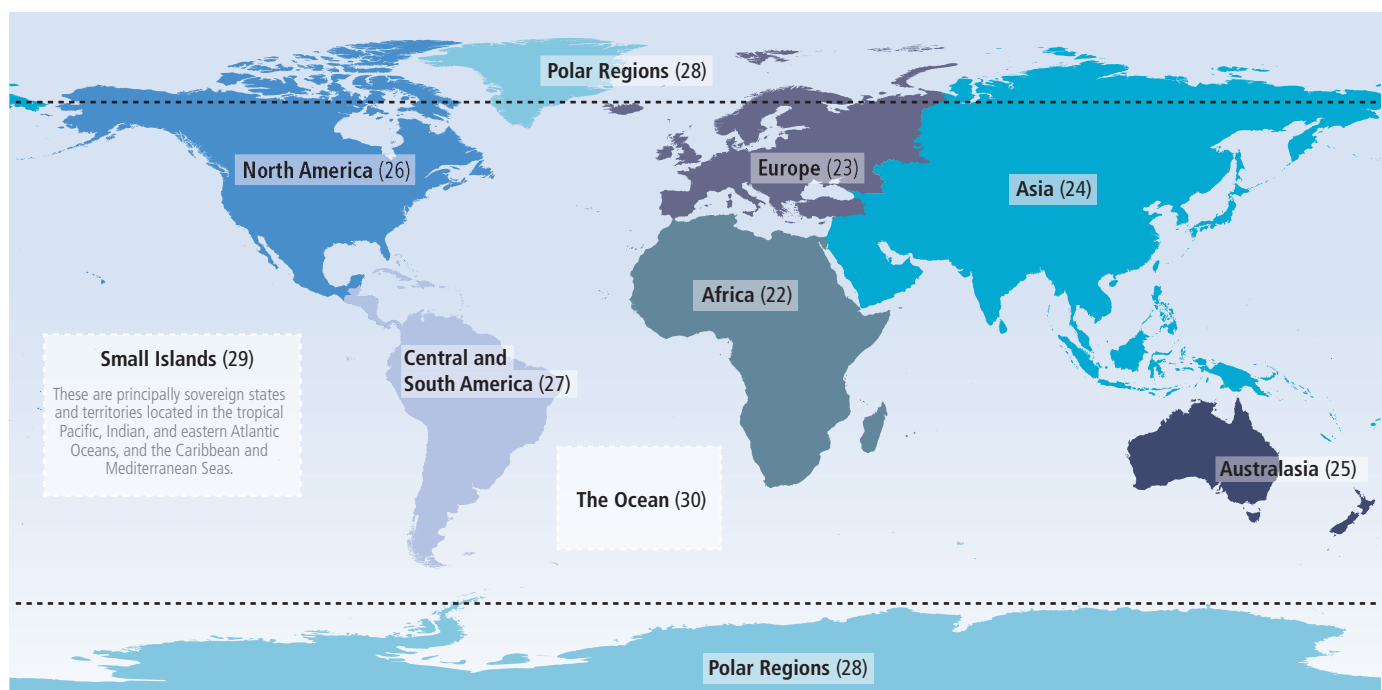 Polar Regions (28)
North America (26)
Europe (23)
Asia (24)
Africa (22)
Small Islands (29)
These are principally sovereign states
and territories located in the tropical
Pacific, Indian, and eastern Atlantic
Oceans, and the Caribbean and
Mediterranean Seas.
Central and
South America (27)
The Ocean (30)
Australasia (25)
Polar Regions (28)